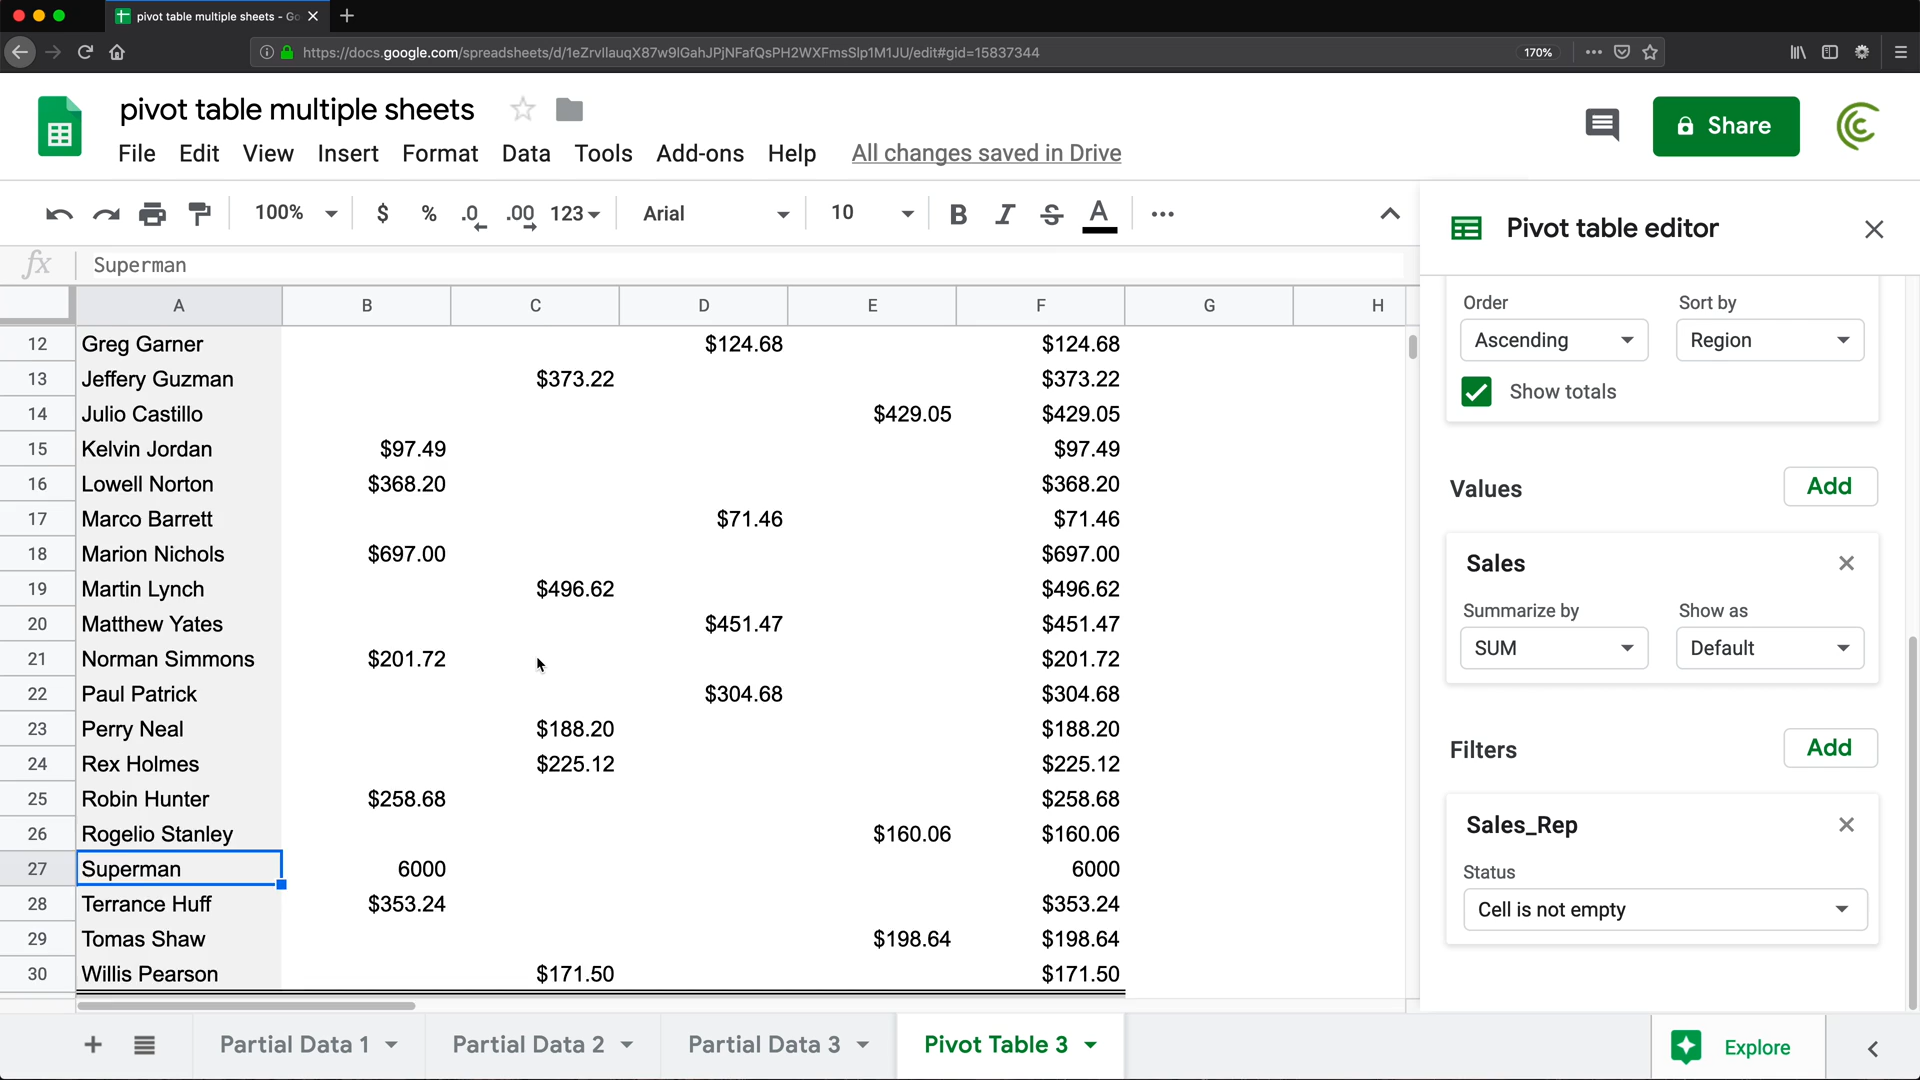 pivot table multiple sheets - Go
https://docs.google.com/spreadsheets/d/1eZrvIlauqX87w9lGahJPjNFafQsPH2WXFmsSlp1M1JU/edit#gid=15837344
170%
pivot table multiple sheets
File Edit View Insert Format Data Tools Add-ons Help All changes saved in Drive
Share
100% $ % .0 .00 123 Arial 10 B I S A
fx Superman
A B C D E F G H
12 Greg Garner $124.68 $124.68
13 Jeffery Guzman $373.22 $373.22
14 Julio Castillo $429.05 $429.05
15 Kelvin Jordan $97.49 $97.49
16 Lowell Norton $368.20 $368.20
17 Marco Barrett $71.46 $71.46
18 Marion Nichols $697.00 $697.00
19 Martin Lynch $496.62 $496.62
20 Matthew Yates $451.47 $451.47
21 Norman Simmons $201.72 $201.72
22 Paul Patrick $304.68 $304.68
23 Perry Neal $188.20 $188.20
24 Rex Holmes $225.12 $225.12
25 Robin Hunter $258.68 $258.68
26 Rogelio Stanley $160.06 $160.06
27 Superman 6000 6000
28 Terrance Huff $353.24 $353.24
29 Tomas Shaw $198.64 $198.64
30 Willis Pearson $171.50 $171.50
Pivot table editor
Order Sort by
Ascending Region
Show totals
Values Add
Sales
Summarize by Show as
SUM Default
Filters Add
Sales_Rep
Status
Cell is not empty
Partial Data 1 Partial Data 2 Partial Data 3 Pivot Table 3 Explore